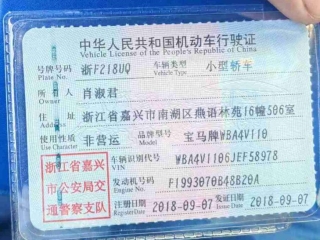 中华人民共和国机动车行驶证
Vehicle License of the People's Republic of China
号牌号码 浙F218UQ 车辆类型 小型轿车
Plate No. Vehicle Type
所有人 肖淑君
Owner
住址 浙江省嘉兴市南湖区燕语林苑16幢506室
Address
使用性质 非营运 品牌型号 宝马牌WBA4V110
Use Character Model
浙江省嘉兴市公安局交通警察支队
车辆识别代号 WBA4V1106JEF58978
VIN
发动机号码 F1993070B48B20A
Engine No.
注册日期 2018-09-07 发证日期 2018-09-07
Register Date Issue Date